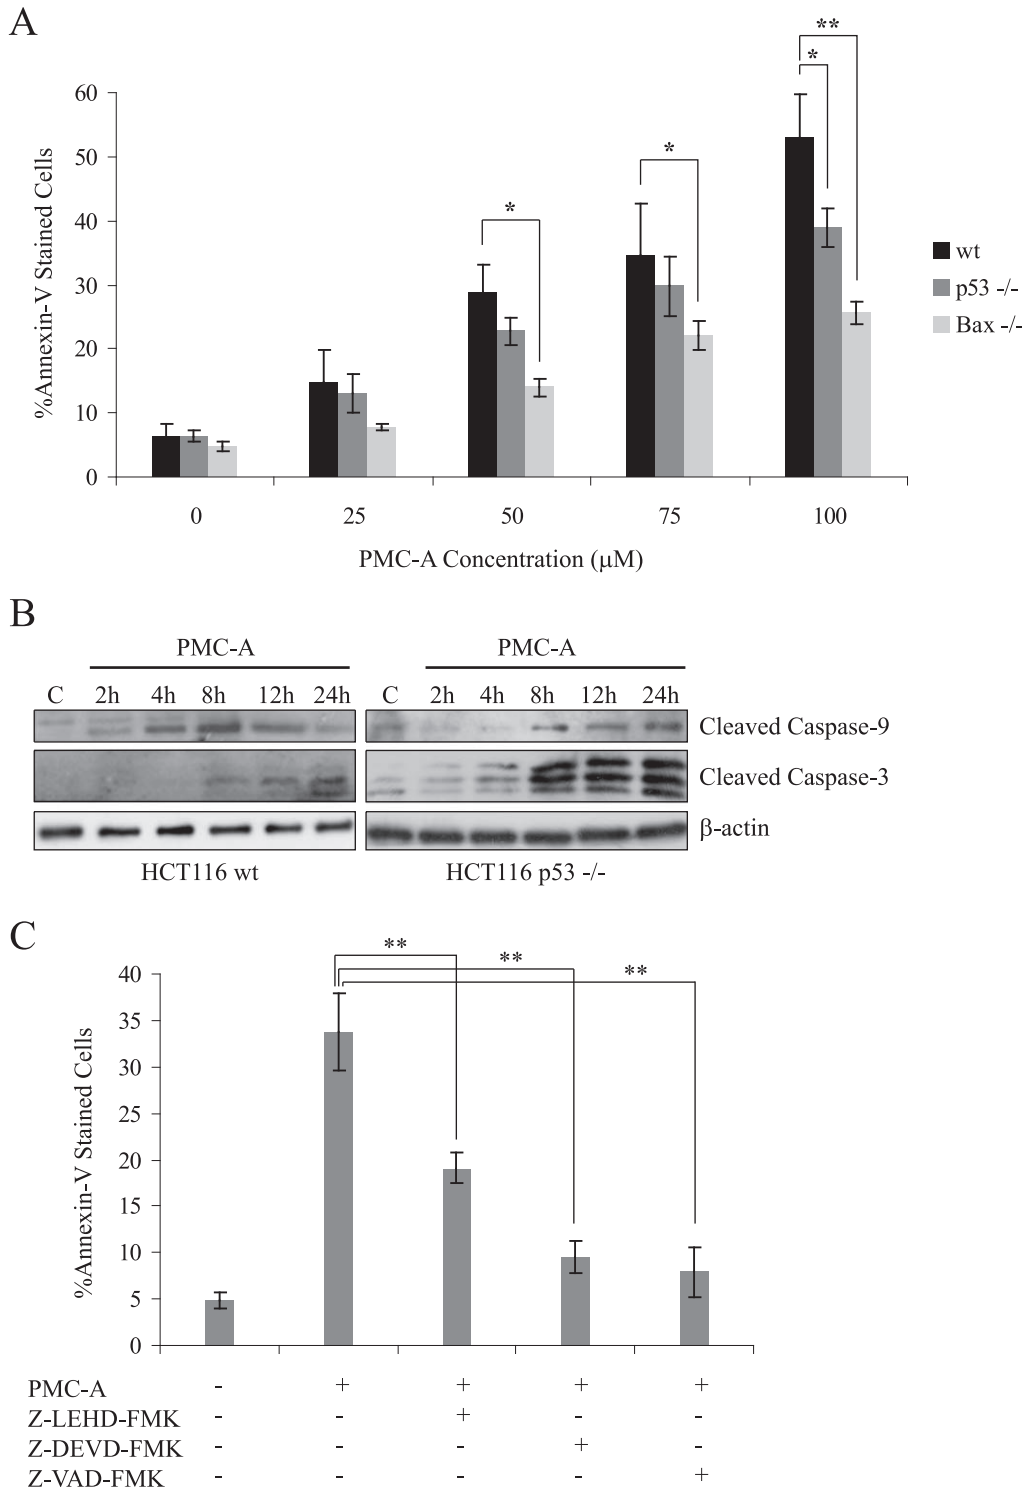 A
** 
*
60
*
50
*
40
wt
30
p53 -/-
20
Bax -/-
10
0
%Annexin-V Stained Cells
0 25 50 75 100
PMC-A Concentration (μM)
B
PMC-A PMC-A
C 2h 4h 8h 12h 24h C 2h 4h 8h 12h 24h
Cleaved Caspase-9
Cleaved Caspase-3
β-actin
HCT116 wt HCT116 p53 -/-
C
**
**
**
40
35
30
25
20
15
10
5
0
%Annexin-V Stained Cells
PMC-A - + + + +
Z-LEHD-FMK - - + - -
Z-DEVD-FMK - - - + -
Z-VAD-FMK - - - - +